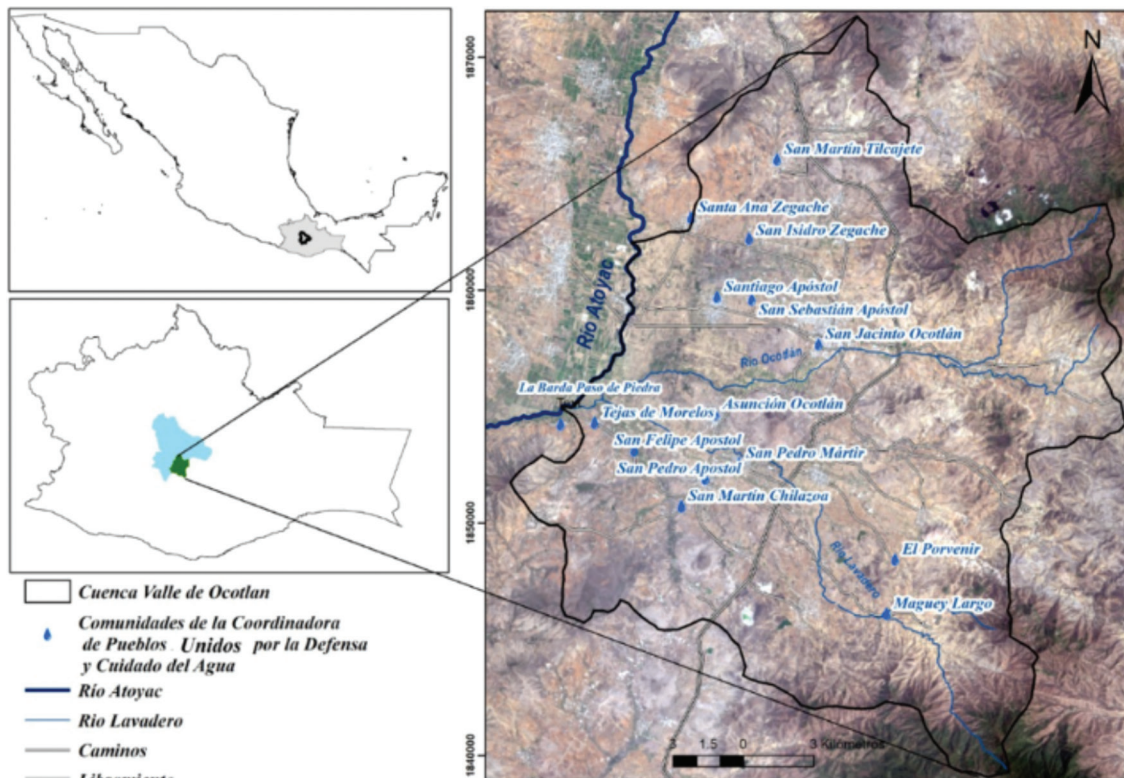 1870000
1860000
1850000
1840000
N
San Martín Tilcajete
Santa Ana Zegache
San Isidro Zegache
Río Atoyac
Santiago Apóstol
San Sebastián Apóstol
San Jacinto Ocotlán
Río Ocotlán
La Barda Paso de Piedra
Tejas de Morelos
Asunción Ocotlán
San Felipe Apostol
San Pedro Mártir
San Pedro Apostol
San Martín Chilazoa
El Porvenir
Río Lavadero
Maguey Largo
3 1.5 0 3 Kilometros
Cuenca Valle de Ocotlan
Comunidades de la Coordinadora
de Pueblos Unidos por la Defensa
y Cuidado del Agua
Río Atoyac
Rio Lavadero
Caminos